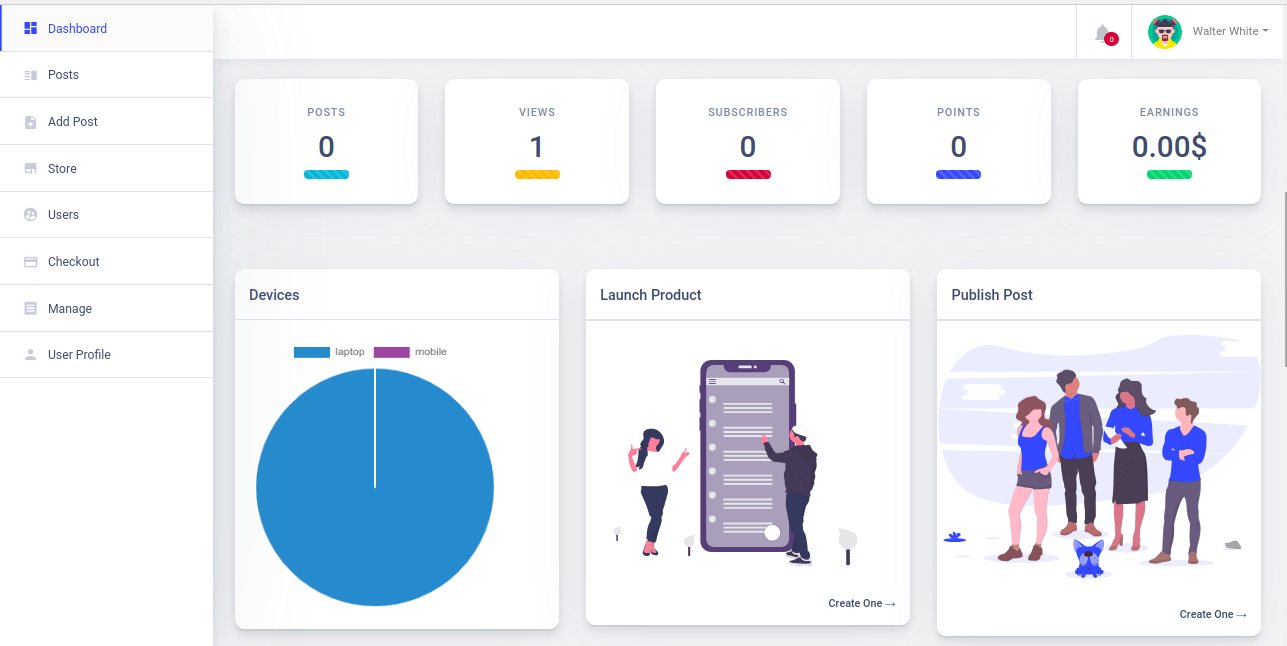 Dashboard
Posts
Add Post
Store
Users
Checkout
Manage
User Profile
0
Walter White
POSTS
0
VIEWS
1
SUBSCRIBERS
0
POINTS
0
EARNINGS
0.00$
Devices
laptop mobile
Launch Product
Create One →
Publish Post
Create One →